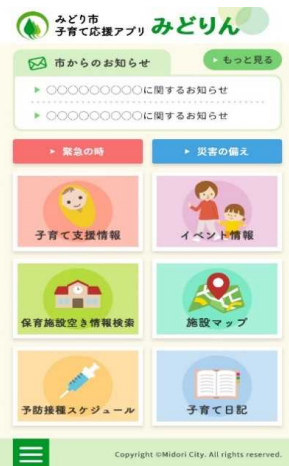 みどり市
子育て応援アプリ みどりん
市からのお知らせ
▶ もっと見る
▶ ○○○○○○○○○に関するお知らせ
▶ ○○○○○○○○○に関するお知らせ
▶ 緊急の時
▶ 災害の備え
子育て支援情報
イベント情報
保育施設空き情報検索
施設マップ
予防接種スケジュール
子育て日記
Copyright ©Midori City. All rights reserved.